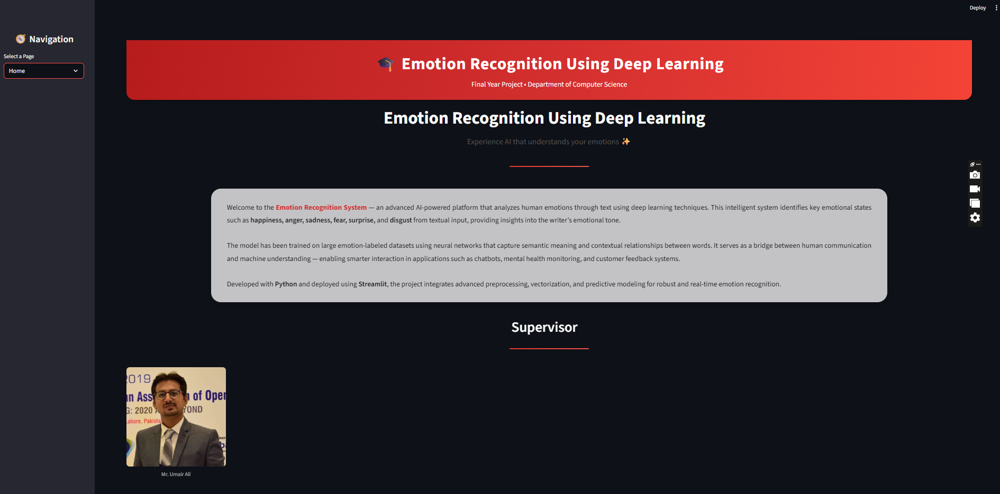 Deploy
Navigation
Select a Page
Home
Emotion Recognition Using Deep Learning
Final Year Project • Department of Computer Science
Emotion Recognition Using Deep Learning
Experience AI that understands your emotions ✨
Welcome to the Emotion Recognition System — an advanced AI-powered platform that analyzes human emotions through text using deep learning techniques. This intelligent system identifies key emotional states
such as happiness, anger, sadness, fear, surprise, and disgust from textual input, providing insights into the writer's emotional tone.
The model has been trained on large emotion-labeled datasets using neural networks that capture semantic meaning and contextual relationships between words. It serves as a bridge between human communication
and machine understanding — enabling smarter interaction in applications such as chatbots, mental health monitoring, and customer feedback systems.
Developed with Python and deployed using Streamlit, the project integrates advanced preprocessing, vectorization, and predictive modeling for robust and real-time emotion recognition.
Supervisor
2019
n Ass n of Oper
G: 2020 A YOND
ahore, Pakista
ner
ba
Mr. Umair Ali